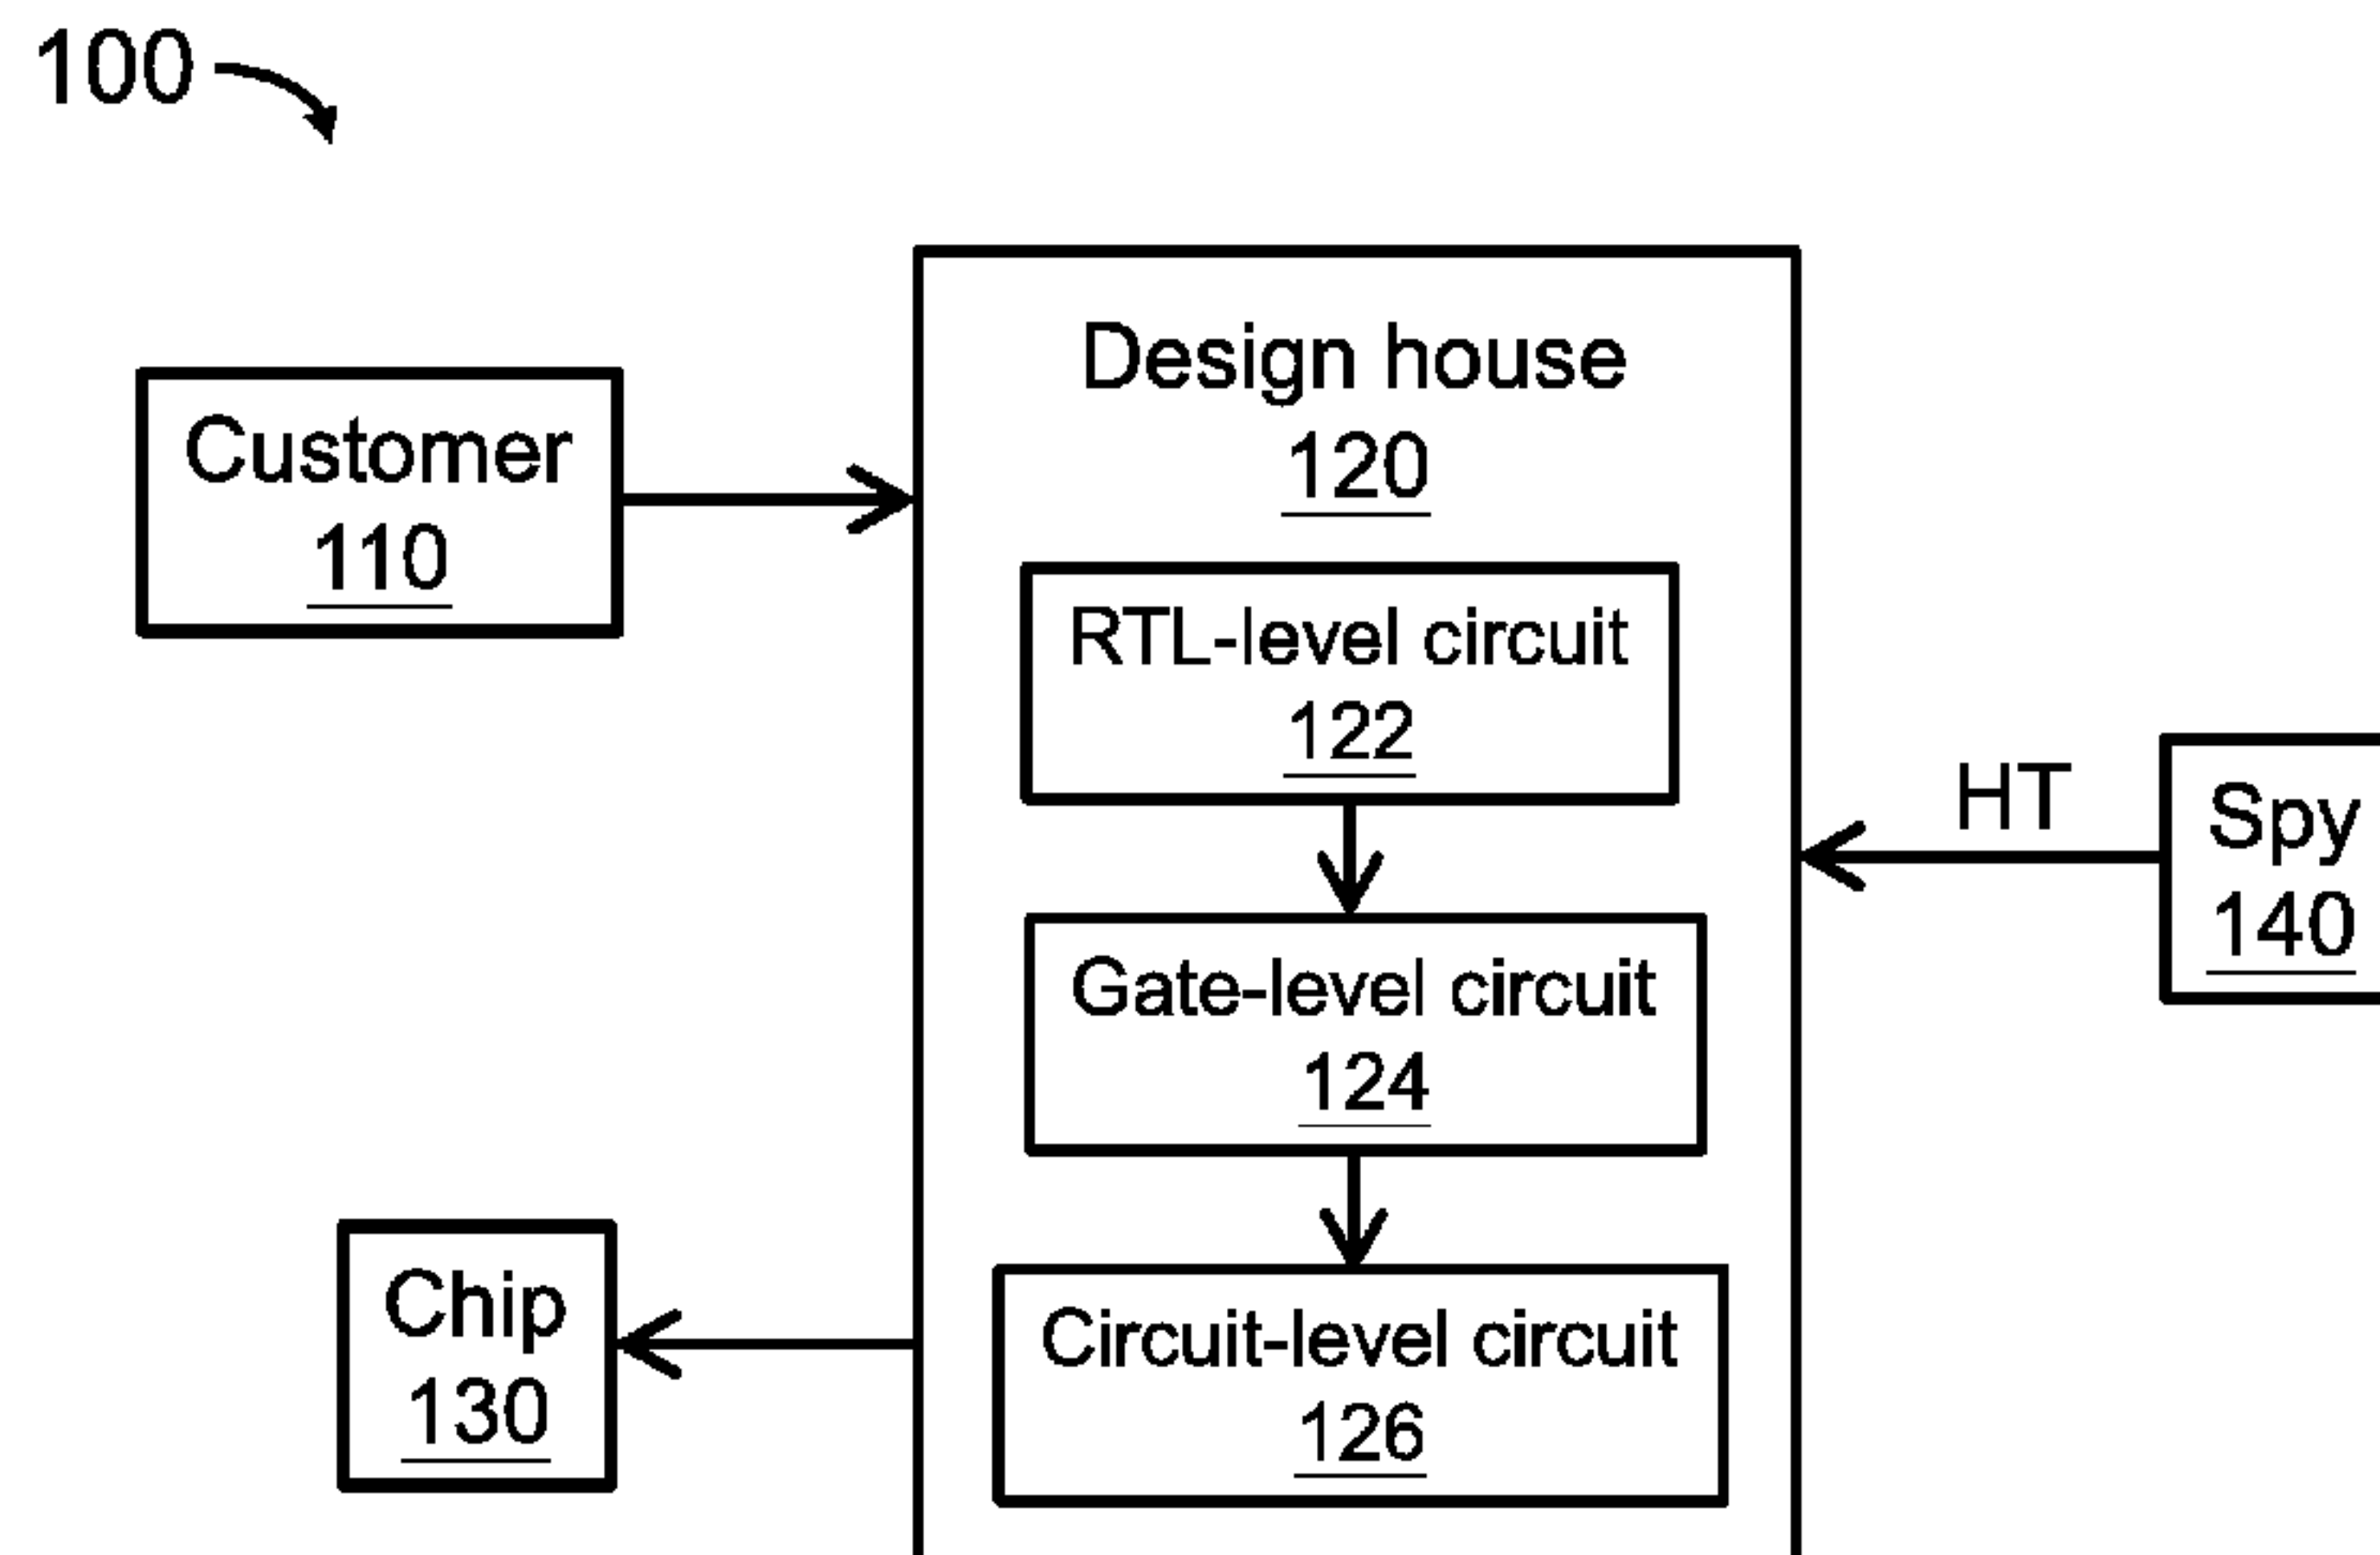 100
Customer
110
Design house
120
RTL-level circuit
122
Gate-level circuit
124
Circuit-level circuit
126
HT
Spy
140
Chip
130